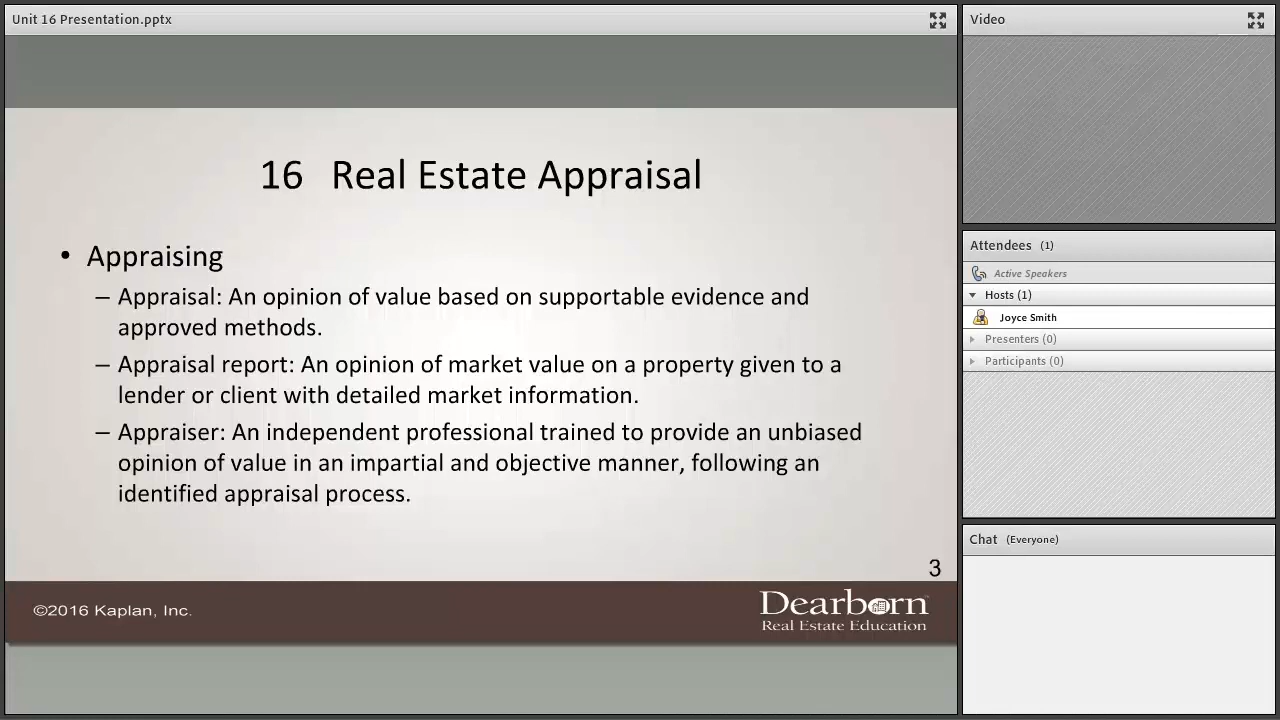 Unit 16 Presentation.pptx
16 Real Estate Appraisal
• Appraising
– Appraisal: An opinion of value based on supportable evidence and
approved methods.
– Appraisal report: An opinion of market value on a property given to a
lender or client with detailed market information.
– Appraiser: An independent professional trained to provide an unbiased
opinion of value in an impartial and objective manner, following an
identified appraisal process.
3
©2016 Kaplan, Inc.
Dearborn
Real Estate Education
Video
Attendees (1)
Active Speakers
Hosts (1)
Joyce Smith
Presenters (0)
Participants (0)
Chat (Everyone)